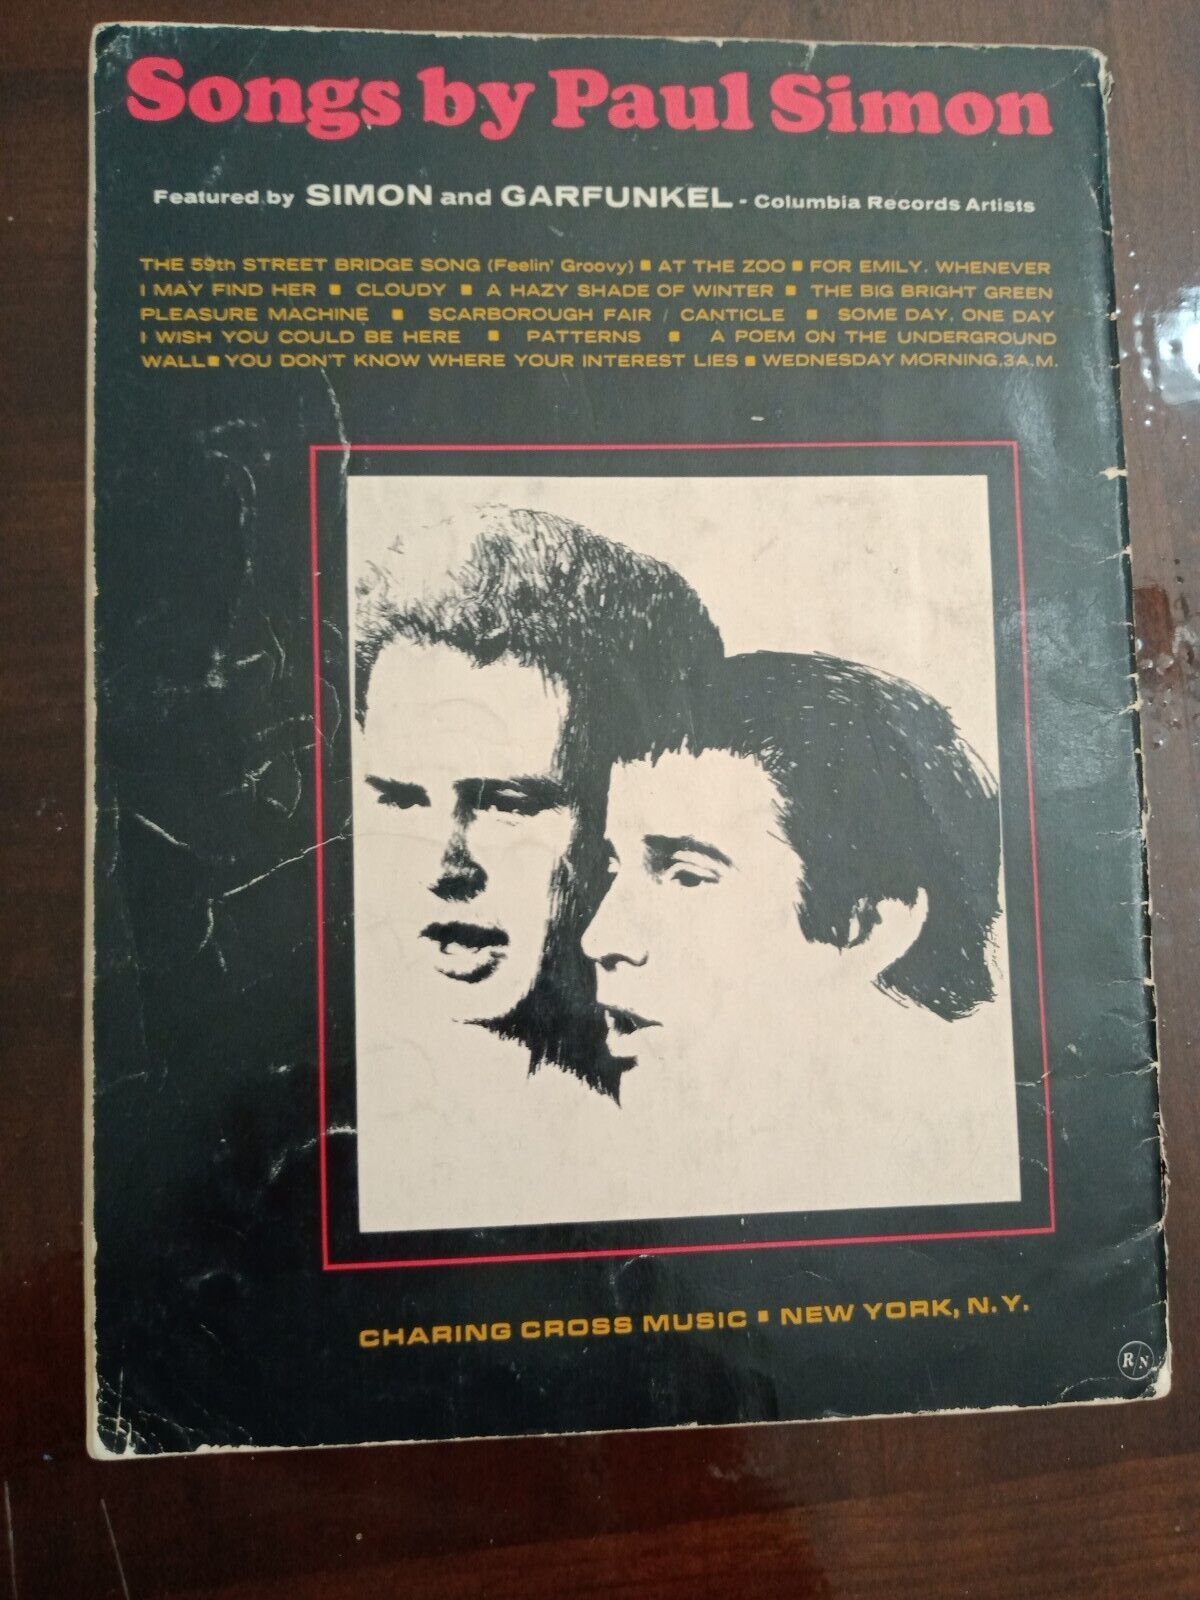 Songs by Paul Simon
Featured by SIMON and GARFUNKEL - Columbia Records Artists
THE 59th STREET BRIDGE SONG (Feelin' Groovy) ■ AT THE ZOO ■ FOR EMILY, WHENEVER
I MAY FIND HER ■ CLOUDY ■ A HAZY SHADE OF WINTER ■ THE BIG BRIGHT GREEN
PLEASURE MACHINE ■ SCARBOROUGH FAIR / CANTICLE ■ SOME DAY, ONE DAY
I WISH YOU COULD BE HERE ■ PATTERNS ■ A POEM ON THE UNDERGROUND
WALL ■ YOU DON'T KNOW WHERE YOUR INTEREST LIES ■ WEDNESDAY MORNING, 3 A.M.
CHARING CROSS MUSIC ■ NEW YORK, N.Y.
R/N